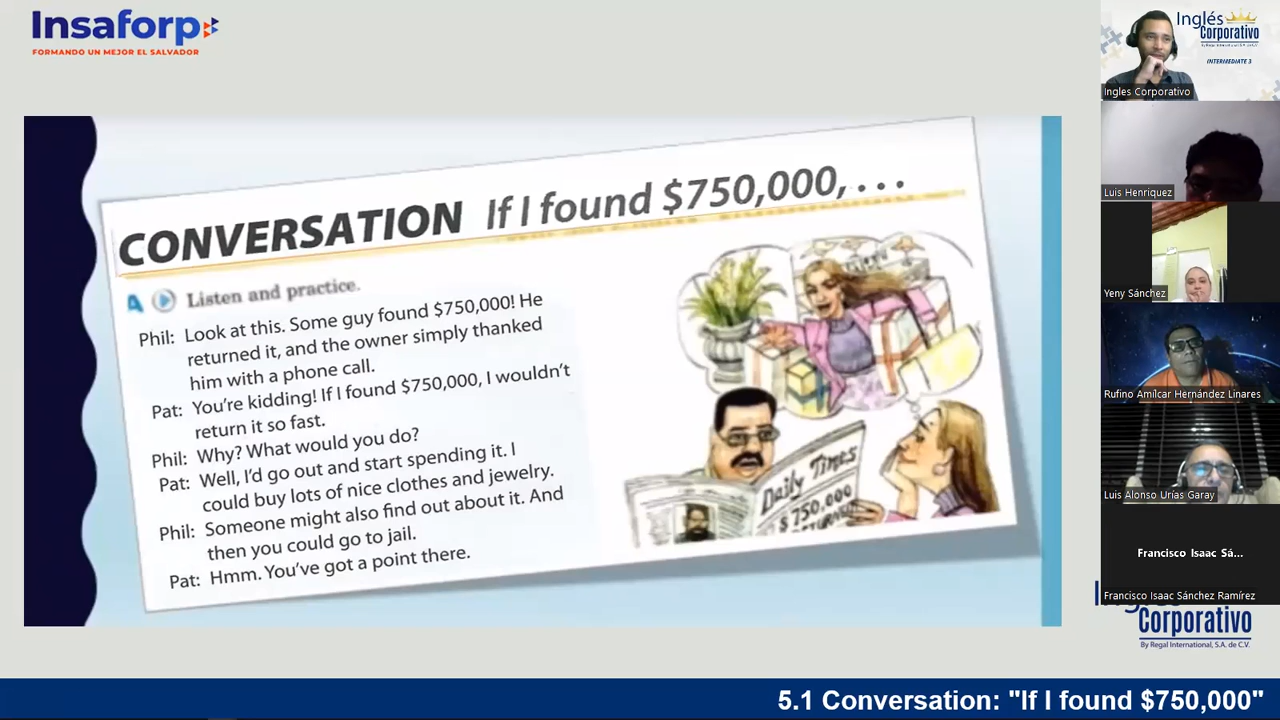 Insaforp
FORMANDO UN MEJOR EL SALVADOR
CONVERSATION If I found $750,000, . . .
A Listen and practice.
Phil: Look at this. Some guy found $750,000! He
returned it, and the owner simply thanked
him with a phone call.
Pat: You're kidding! If I found $750,000, I wouldn't
return it so fast.
Phil: Why? What would you do?
Pat: Well, I'd go out and start spending it. I
could buy lots of nice clothes and jewelry.
Phil: Someone might also find out about it. And
then you could go to jail.
Pat: Hmm. You've got a point there.
Daily Times
$750,000
Inglés
Corporativo
By Regal International, S.A. de C.V.
INTERMEDIATE 3
Ingles Corporativo
Luis Henriquez
Yeny Sánchez
Rufino Amílcar Hernández Linares
Luis Alonso Urías Garay
Francisco Isaac Sá...
Francisco Isaac Sánchez Ramírez
Corporativo
By Regal International, S.A. de C.V.
5.1 Conversation: "If I found $750,000"